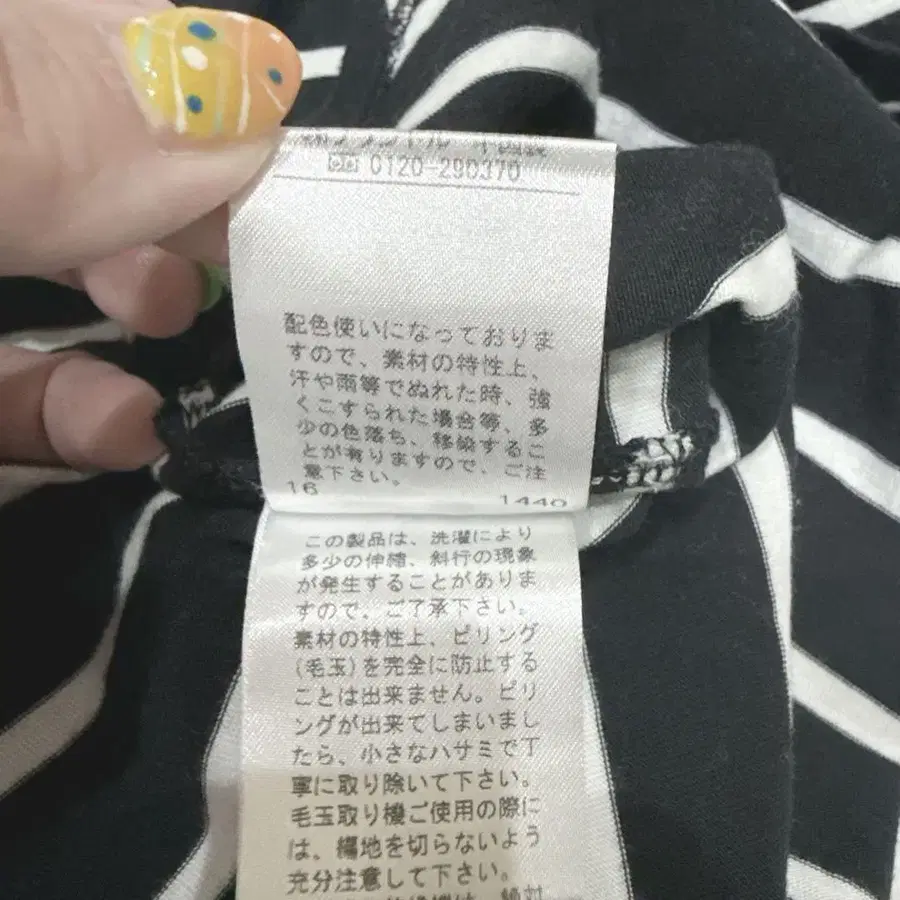 0120-290370
配色使いになっておりま
すので、素材の特性上、
汗や雨等でぬれた時、強
くこすられた場合等、多
少の色落ち、移染するこ
とが有りますので、ご注
意下さい。
16 1440
この製品は、洗濯により
多少の伸縮、斜行の現象
が発生することがありま
すので、ご了承下さい。
素材の特性上、ピリング
(毛玉)を完全に防止する
ことは出来ません。ピリ
ングが出来てしまいまし
たら、小さなハサミで丁
寧に取り除いて下さい。
毛玉取り機ご使用の際に
は、編地を切らないよう
充分注意して下さい。
絶対